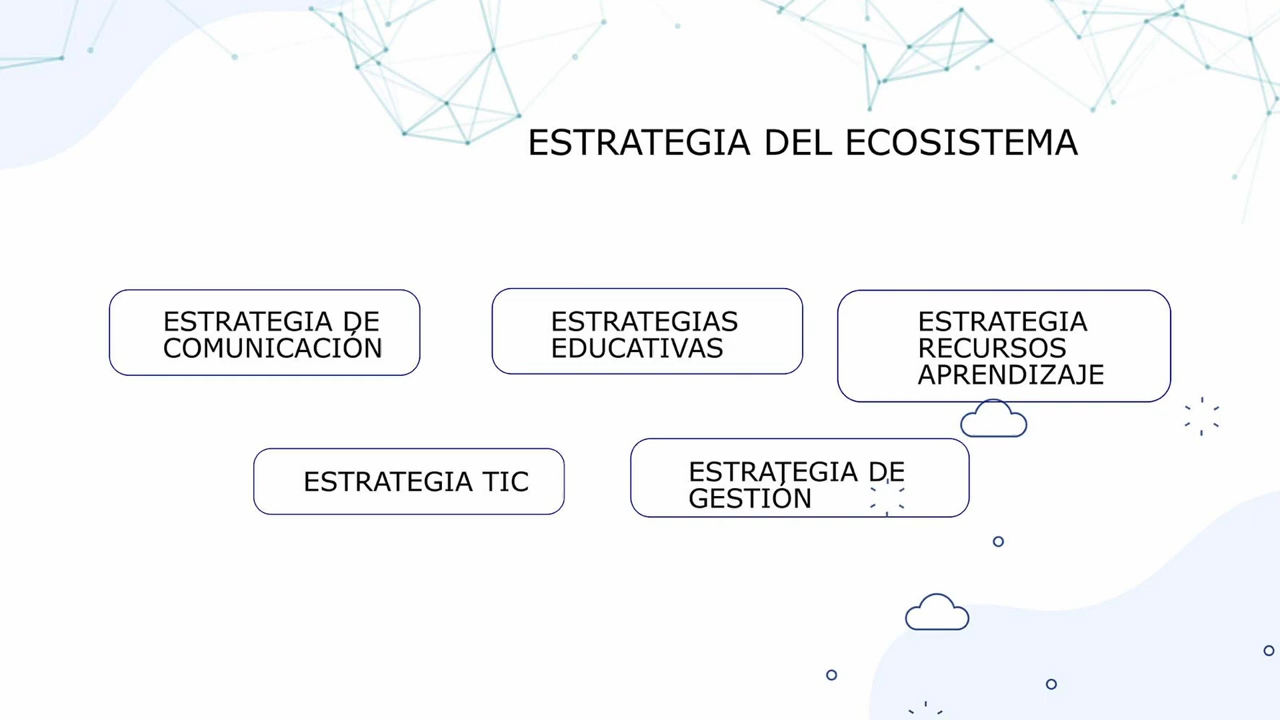 ESTRATEGIA DEL ECOSISTEMA
ESTRATEGIA DE
COMUNICACIÓN
ESTRATEGIAS
EDUCATIVAS
ESTRATEGIA
RECURSOS
APRENDIZAJE
ESTRATEGIA TIC
ESTRATEGIA DE
GESTIÓN